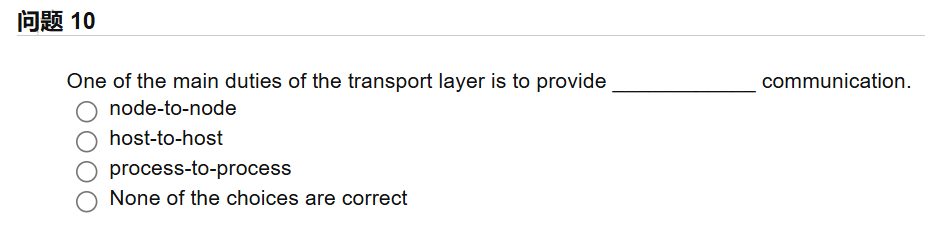 问题 10
One of the main duties of the transport layer is to provide _____________ communication.
node-to-node
host-to-host
process-to-process
None of the choices are correct